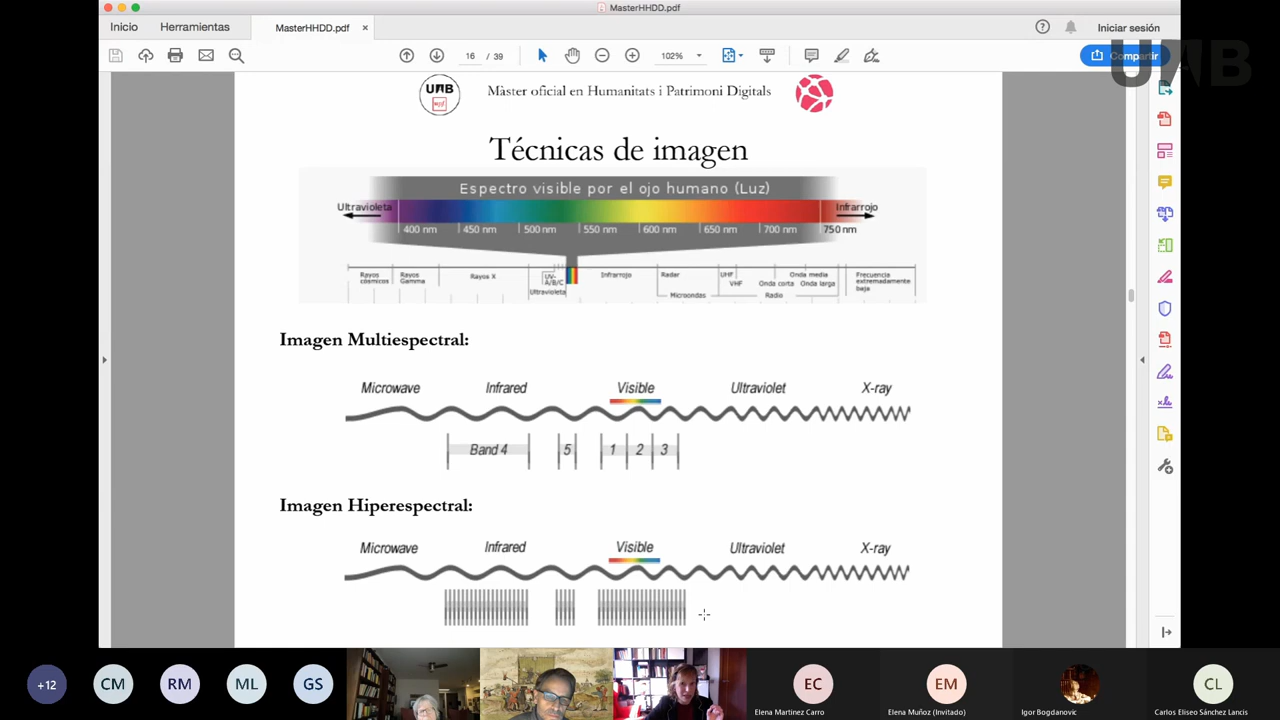 MasterHHDD.pdf
Inicio
Herramientas
MasterHHDD.pdf
×
Iniciar sesión
16 / 39
102%
Compartir
UAB
UAB
upf
Màster oficial en Humanitats i Patrimoni Digitals
Técnicas de imagen
Espectro visible por el ojo humano (Luz)
Ultravioleta
Infrarrojo
400 nm
450 nm
500 nm
550 nm
600 nm
650 nm
700 nm
750 nm
Rayos
cósmicos
Rayos
Gamma
Rayos X
UV-
A/B/C
Ultravioleta
Infrarrojo
Radar
Microondas
UHF
VHF
Onda media
Onda corta
Onda larga
Radio
Frecuencia
extremadamente
baja
Imagen Multiespectral:
Microwave
Infrared
Visible
Ultraviolet
X-ray
Band 4
5
1
2
3
Imagen Hiperespectral:
Microwave
Infrared
Visible
Ultraviolet
X-ray
+12
CM
RM
ML
GS
EC
Elena Martinez Carro
EM
Elena Muñoz (Invitado)
Igor Bogdanovic
CL
Carlos Eliseo Sánchez Lancis